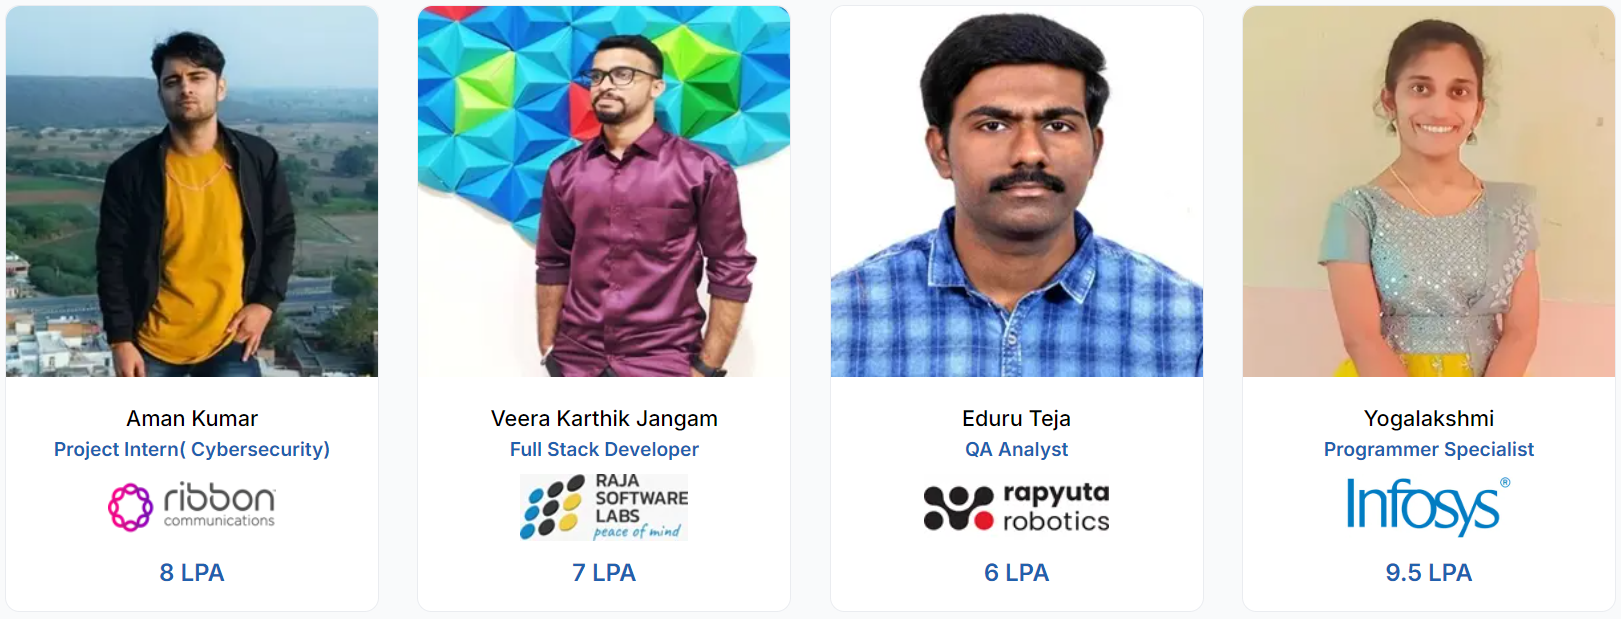 Aman Kumar
Project Intern( Cybersecurity)
ribbon
communications
8 LPA
Veera Karthik Jangam
Full Stack Developer
RAJA
SOFTWARE
LABS
peace of mind
7 LPA
Eduru Teja
QA Analyst
rapyuta
robotics
6 LPA
Yogalakshmi
Programmer Specialist
Infosys®
9.5 LPA